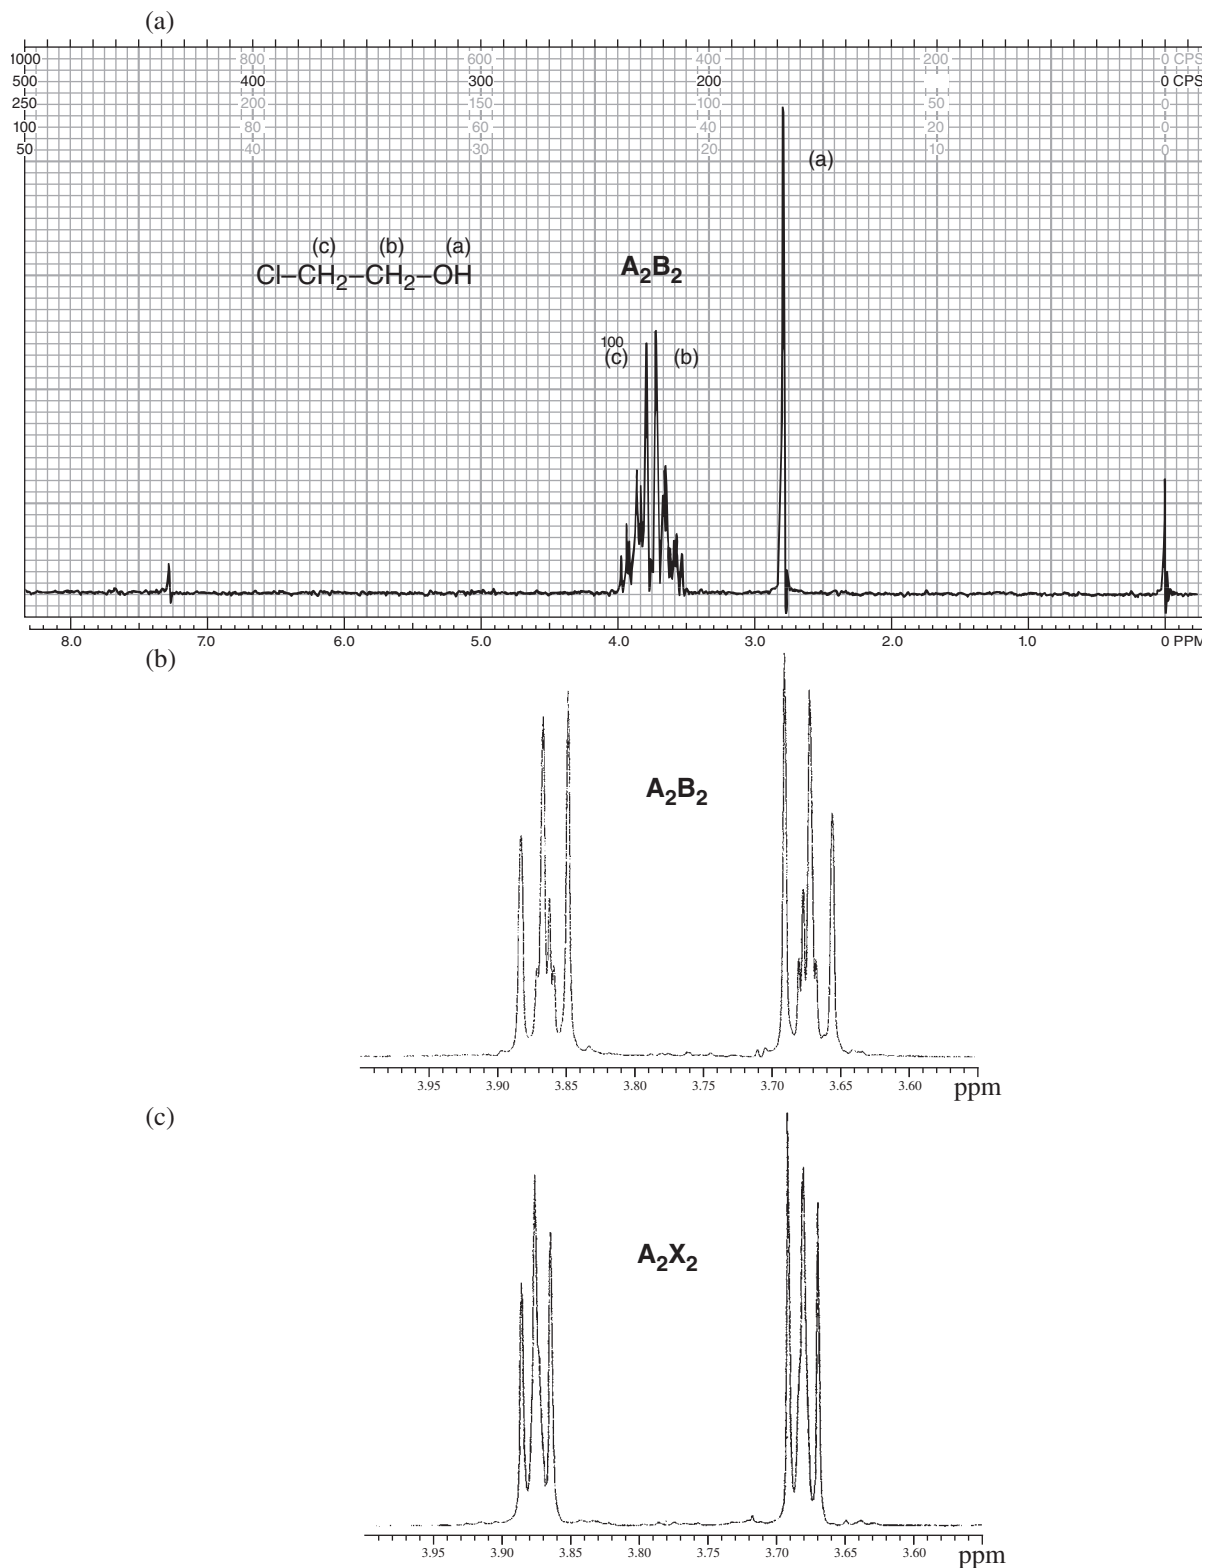 (a)
1000 800 600 400 200 0 CPS
500 400 300 200 0 CPS
250 200 150 100 50 0
100 80 60 40 20 0
50 40 30 20 10 0
(a)
(c) (b) (a)
Cl–CH2–CH2–OH
A2B2
100
(c) (b)
8.0 7.0 6.0 5.0 4.0 3.0 2.0 1.0 0 PPM
(b)
A2B2
3.95 3.90 3.85 3.80 3.75 3.70 3.65 3.60 ppm
(c)
A2X2
3.95 3.90 3.85 3.80 3.75 3.70 3.65 3.60 ppm